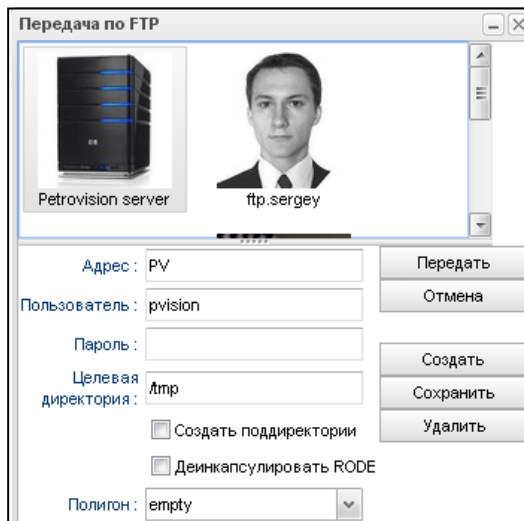 Передача по FTP
Petrovision server
ftp.sergey
Адрес : PV
Передать
Отмена
Пользователь : pvision
Пароль :
Создать
Целевая директория : /tmp
Сохранить
Удалить
Создать поддиректории
Деинкапсулировать RODE
Полигон : empty